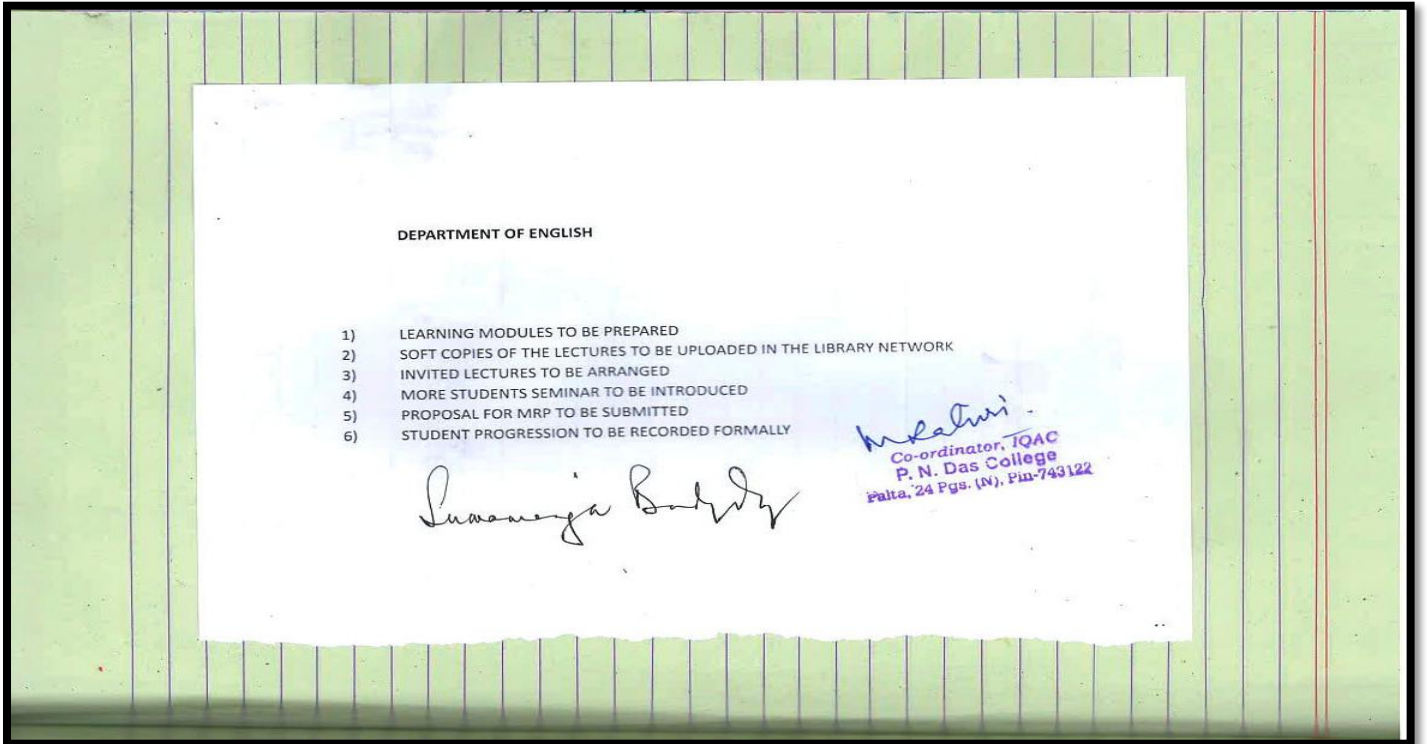 DEPARTMENT OF ENGLISH
1) LEARNING MODULES TO BE PREPARED
2) SOFT COPIES OF THE LECTURES TO BE UPLOADED IN THE LIBRARY NETWORK
3) INVITED LECTURES TO BE ARRANGED
4) MORE STUDENTS SEMINAR TO BE INTRODUCED
5) PROPOSAL FOR MRP TO BE SUBMITTED
6) STUDENT PROGRESSION TO BE RECORDED FORMALLY
Co-ordinator, IQAC
P. N. Das College
Palta, 24 Pgs. (N), Pin-743122